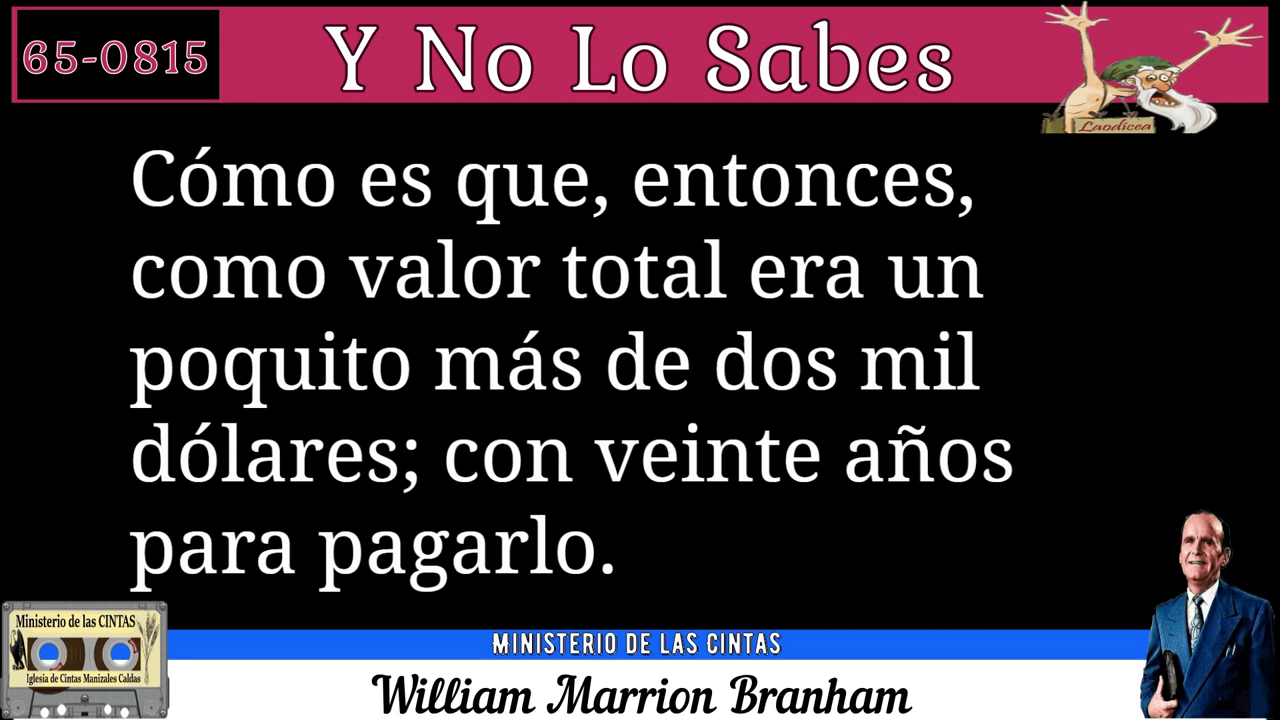 65-0815
Y No Lo Sabes
Laodicea
Cómo es que, entonces,
como valor total era un
poquito más de dos mil
dólares; con veinte años
para pagarlo.
Ministerio de las CINTAS
Iglesia de Cintas Manizales Caldas
MINISTERIO DE LAS CINTAS
William Marrion Branham